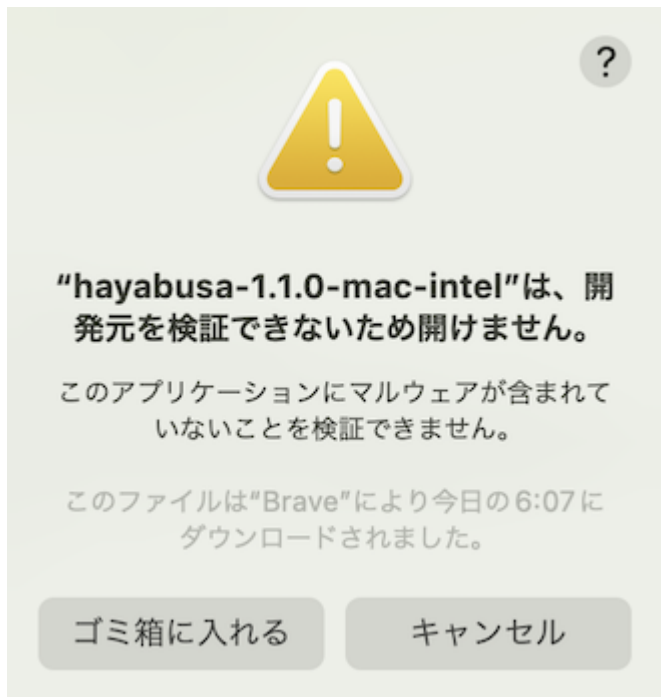 ?
“hayabusa-1.1.0-mac-intel”は、開
発元を検証できないため開けません。
このアプリケーションにマルウェアが含まれて
いないことを検証できません。
このファイルは“Brave”により今日の6:07に
ダウンロードされました。
ゴミ箱に入れる
キャンセル